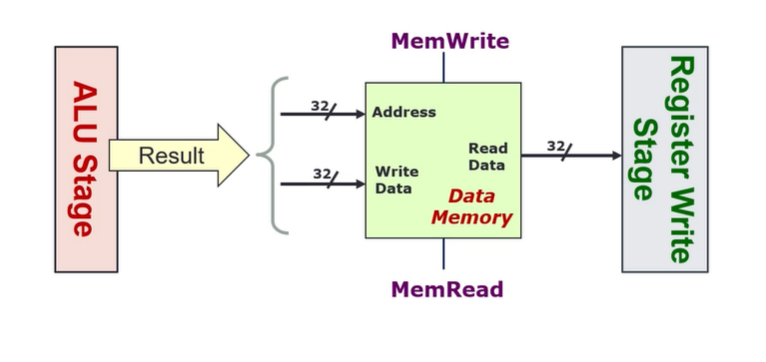 MemWrite
ALU Stage
Result
32
Address
32
Write
Data
Read
Data
Data
Memory
32
Register Write
Stage
MemRead